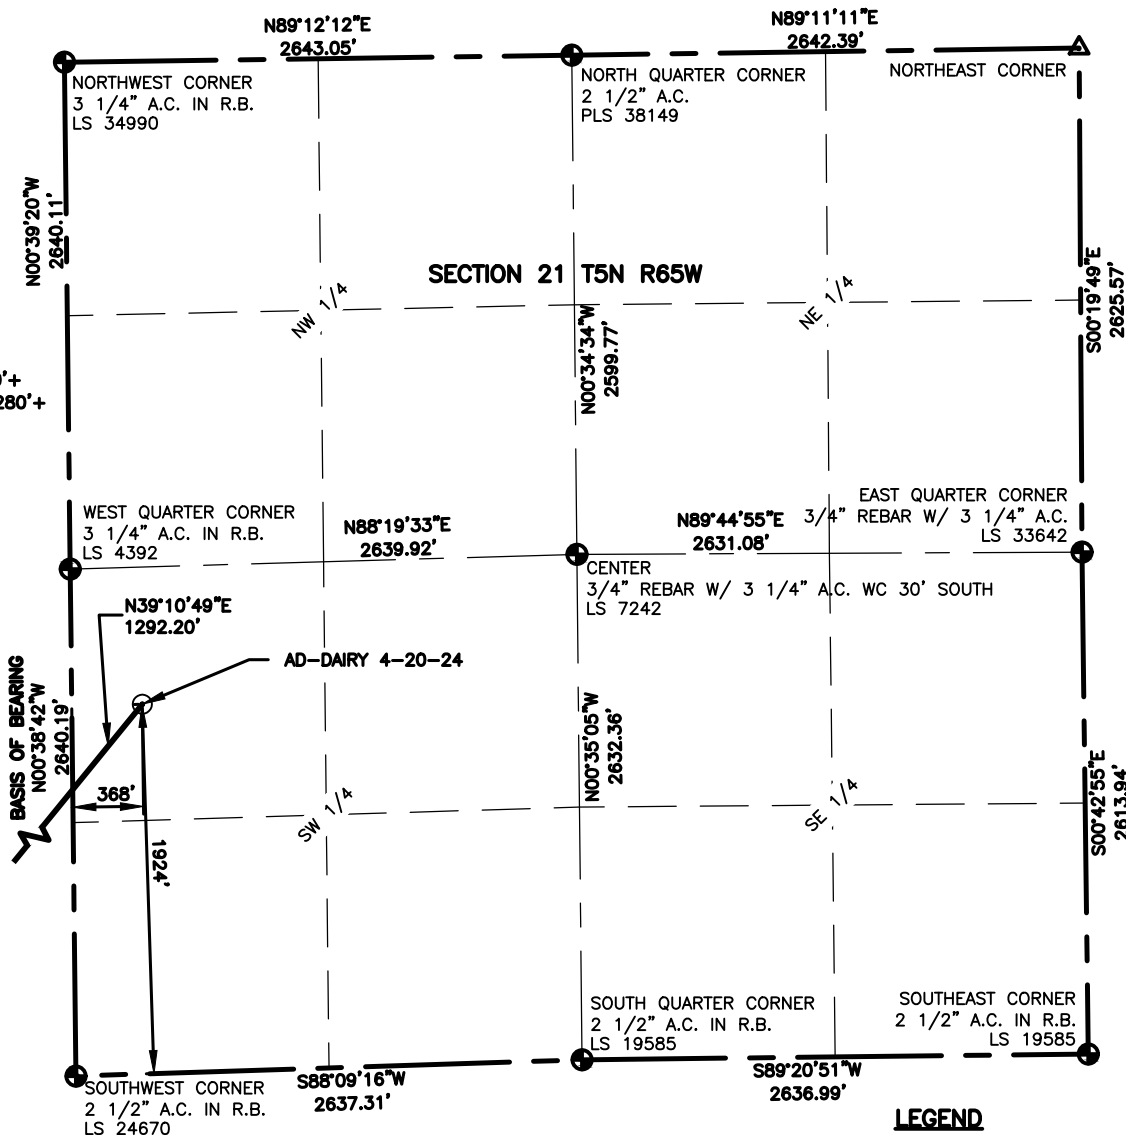 N89°12'12"E
2643.05'
N89°11'11"E
2642.39'
NORTHWEST CORNER
3 1/4" A.C. IN R.B.
LS 34990
NORTH QUARTER CORNER
2 1/2" A.C.
PLS 38149
NORTHEAST CORNER
N00°39'20"W
2640.11'
SECTION 21 T5N R65W
NW 1/4
NE 1/4
N00°34'34"W
2599.77'
S00°19'49"E
2625.57'
'+
280'+
WEST QUARTER CORNER
3 1/4" A.C. IN R.B.
LS 4392
N88°19'33"E
2639.92'
N89°44'55"E
2631.08'
EAST QUARTER CORNER
3/4" REBAR W/ 3 1/4" A.C.
LS 33642
CENTER
3/4" REBAR W/ 3 1/4" A.C. WC 30' SOUTH
LS 7242
N39°10'49"E
1292.20'
AD-DAIRY 4-20-24
BASIS OF BEARING
N00°38'42"W
2640.19'
368'
1924'
N00°35'05"W
2632.36'
SW 1/4
SE 1/4
S00°42'55"E
2613.94'
SOUTH QUARTER CORNER
2 1/2" A.C. IN R.B.
LS 19585
SOUTHEAST CORNER
2 1/2" A.C. IN R.B.
LS 19585
SOUTHWEST CORNER
2 1/2" A.C. IN R.B.
LS 24670
S88°09'16"W
2637.31'
S89°20'51"W
2636.99'
LEGEND